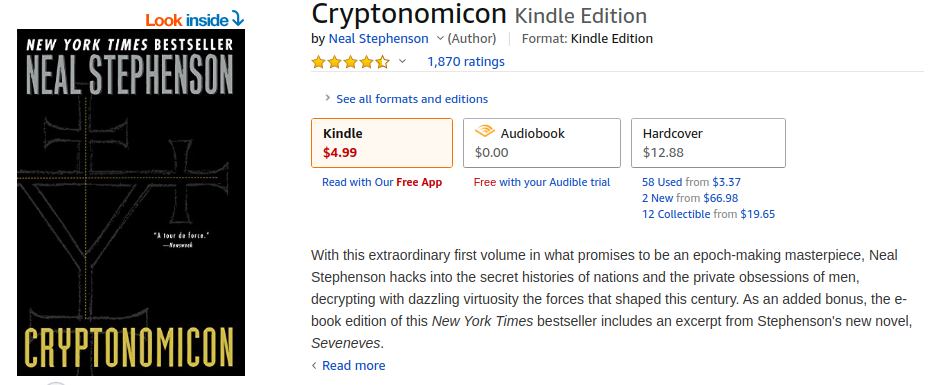 Look inside
NEW YORK TIMES BESTSELLER
NEAL STEPHENSON
"A tour de force."
—Newsweek
CRYPTONOMICON
Cryptonomicon Kindle Edition
by Neal Stephenson (Author) Format: Kindle Edition
1,870 ratings
See all formats and editions
Kindle
$4.99
Read with Our Free App
Audiobook
$0.00
Free with your Audible trial
Hardcover
$12.88
58 Used from $3.37
2 New from $66.98
12 Collectible from $19.65
With this extraordinary first volume in what promises to be an epoch-making masterpiece, Neal
Stephenson hacks into the secret histories of nations and the private obsessions of men,
decrypting with dazzling virtuosity the forces that shaped this century. As an added bonus, the e-
book edition of this New York Times bestseller includes an excerpt from Stephenson's new novel,
Seveneves.
Read more